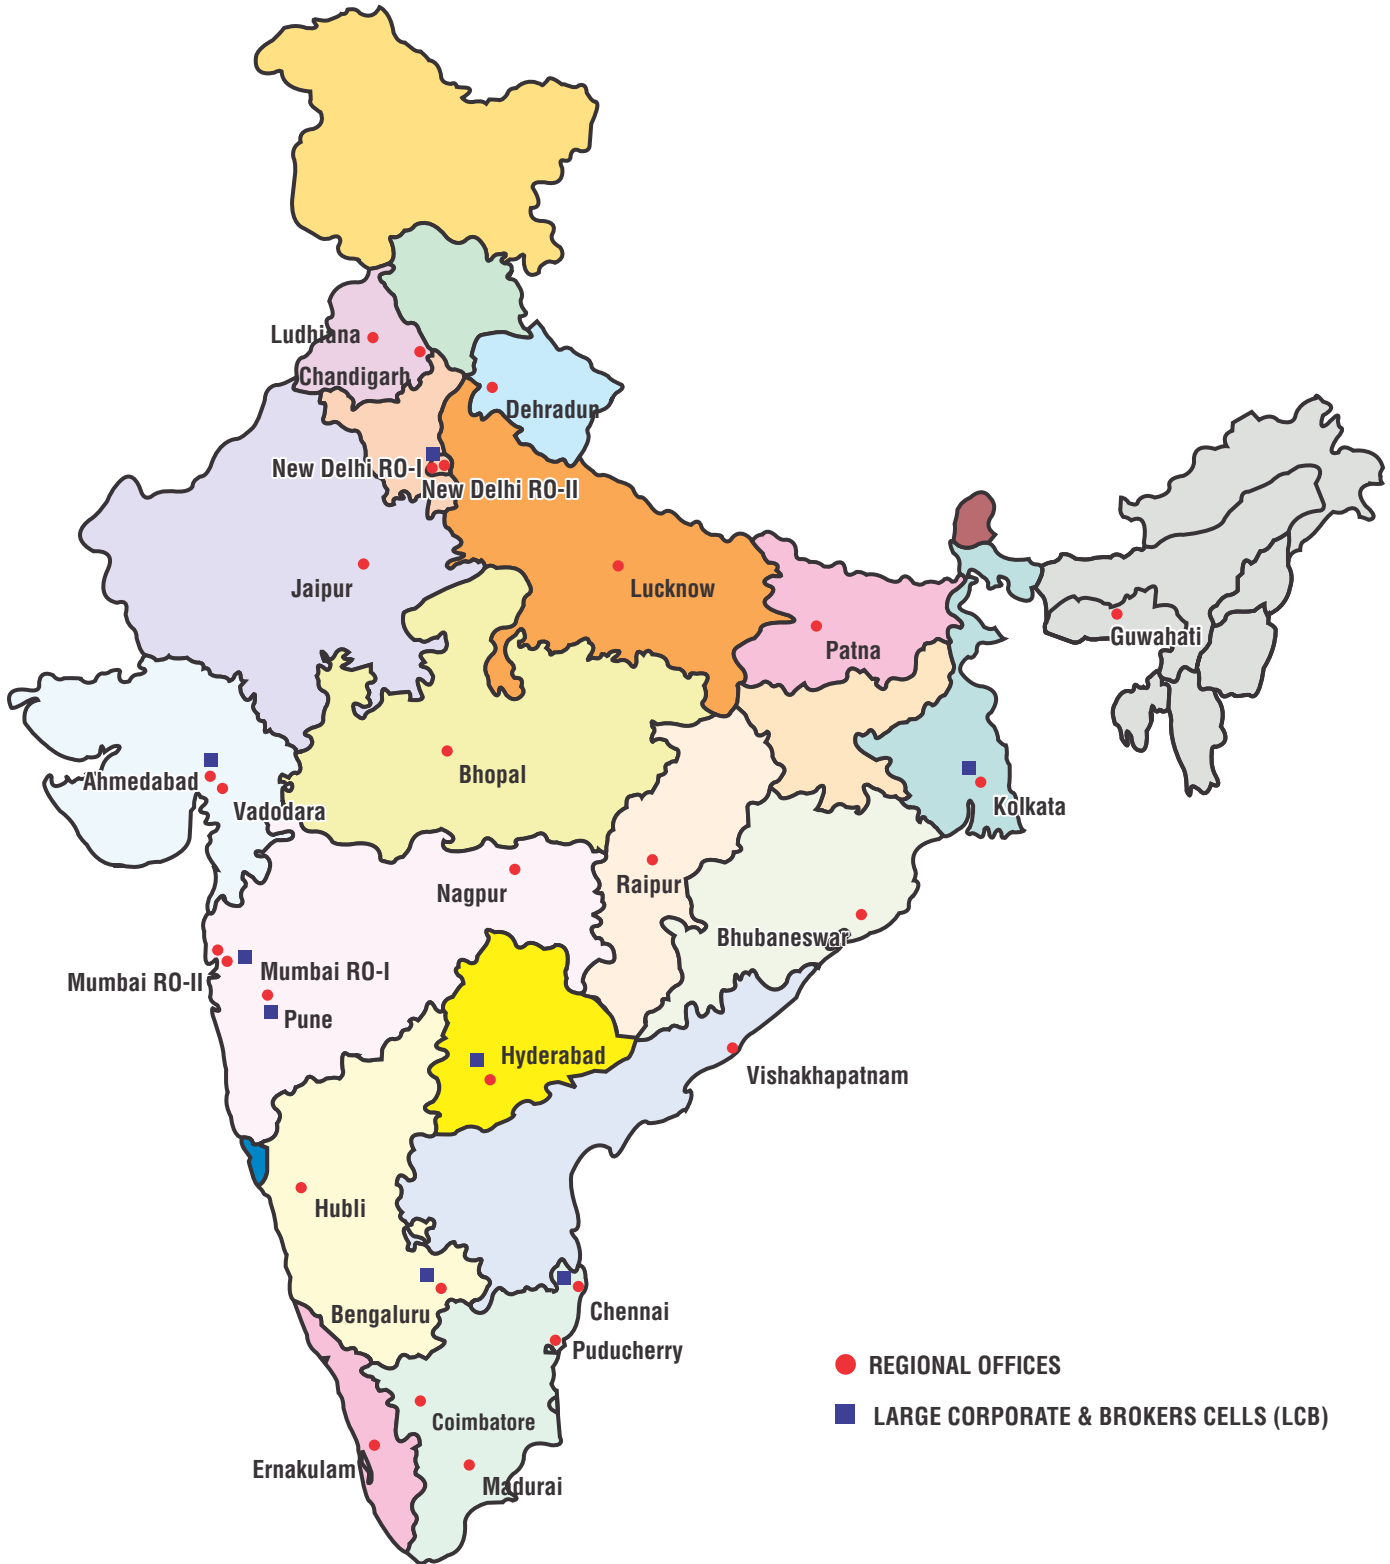 Ludhiana
Chandigarh
Dehradun
New Delhi RO-I
New Delhi RO-II
Jaipur
Lucknow
Guwahati
Patna
Bhopal
Ahmedabad
Vadodara
Kolkata
Nagpur
Raipur
Bhubaneswar
Mumbai RO-I
Mumbai RO-II
Pune
Hyderabad
Vishakhapatnam
Hubli
Bengaluru
Chennai
Puducherry
REGIONAL OFFICES
LARGE CORPORATE & BROKERS CELLS (LCB)
Coimbatore
Ernakulam
Madurai